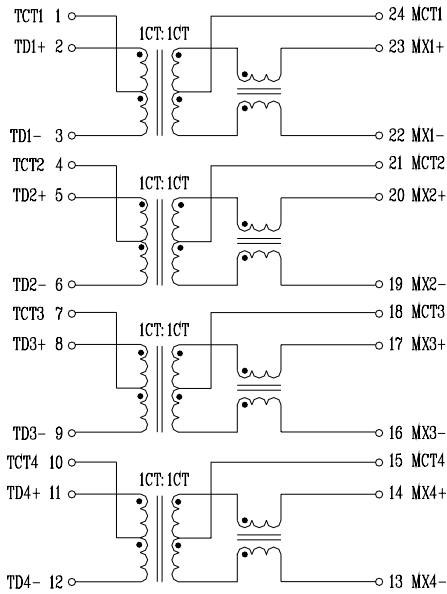 TCT1 1 24 MCT1
1CT:1CT
TD1+ 2 23 MX1+
TD1- 3 22 MX1-
TCT2 4 21 MCT2
1CT:1CT
TD2+ 5 20 MX2+
TD2- 6 19 MX2-
TCT3 7 18 MCT3
1CT:1CT
TD3+ 8 17 MX3+
TD3- 9 16 MX3-
TCT4 10 15 MCT4
1CT:1CT
TD4+ 11 14 MX4+
TD4- 12 13 MX4-